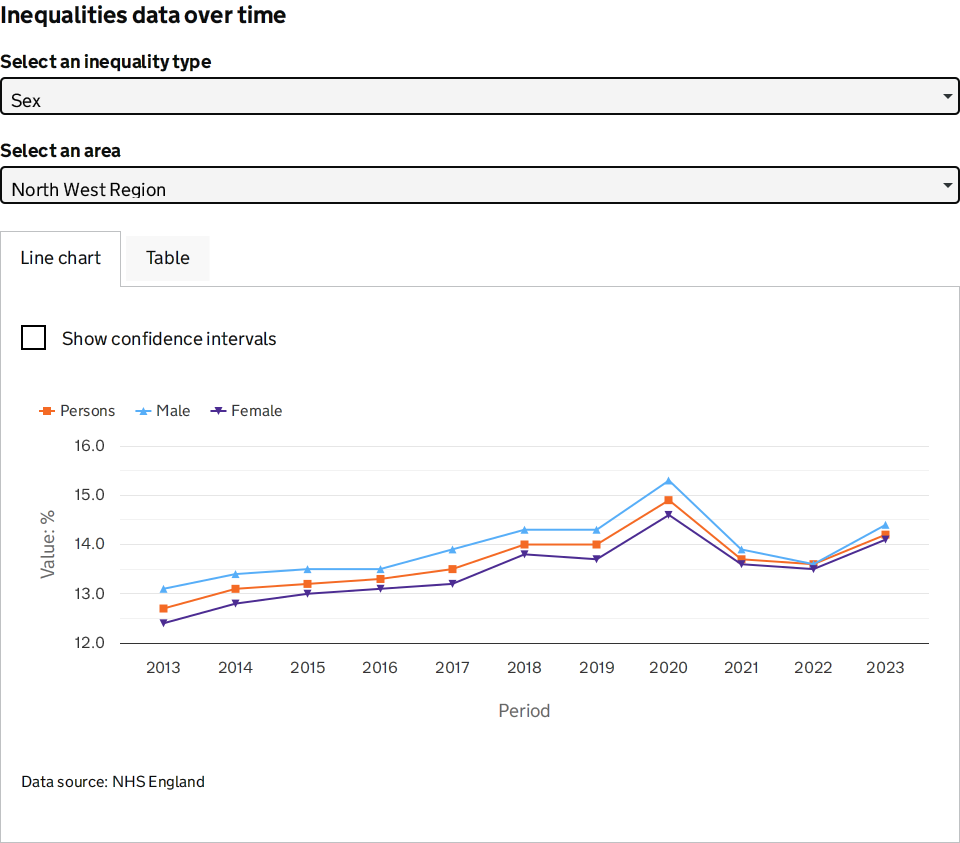 Inequalities data over time
Select an inequality type
Sex
Select an area
North West Region
Line chart Table
Show confidence intervals
Persons Male Female
16.0
15.0
14.0
13.0
12.0
Value: %
2013 2014 2015 2016 2017 2018 2019 2020 2021 2022 2023
Period
Data source: NHS England